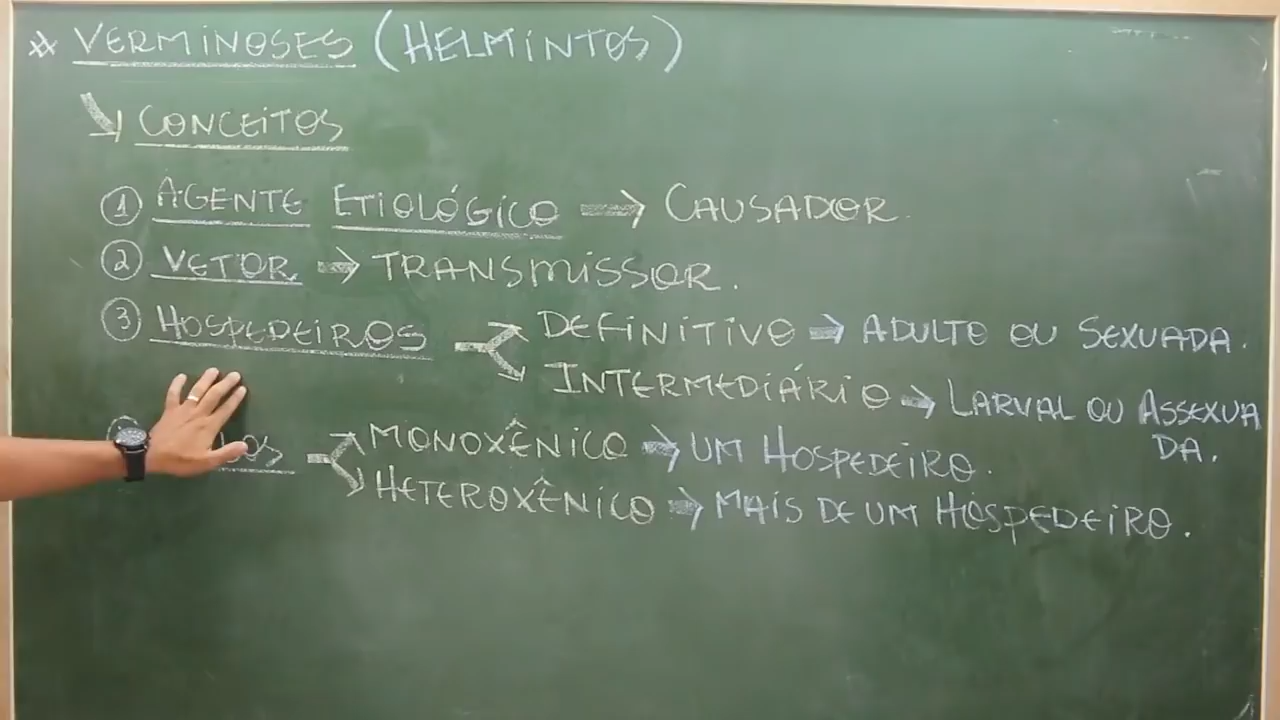 * VERMINOSES (HELMINTOS)
CONCEITOS
1 AGENTE ETIOLÓGICO → CAUSADOR.
2 VETOR → TRANSMISSOR.
3 HOSPEDEIROS → DEFINITIVO → ADULTO OU SEXUADA.
INTERMEDIÁRIO → LARVAL OU ASSEXUA
DA.
MONOXÊNICO → UM HOSPEDEIRO.
HETEROXÊNICO → MAIS DE UM HOSPEDEIRO.